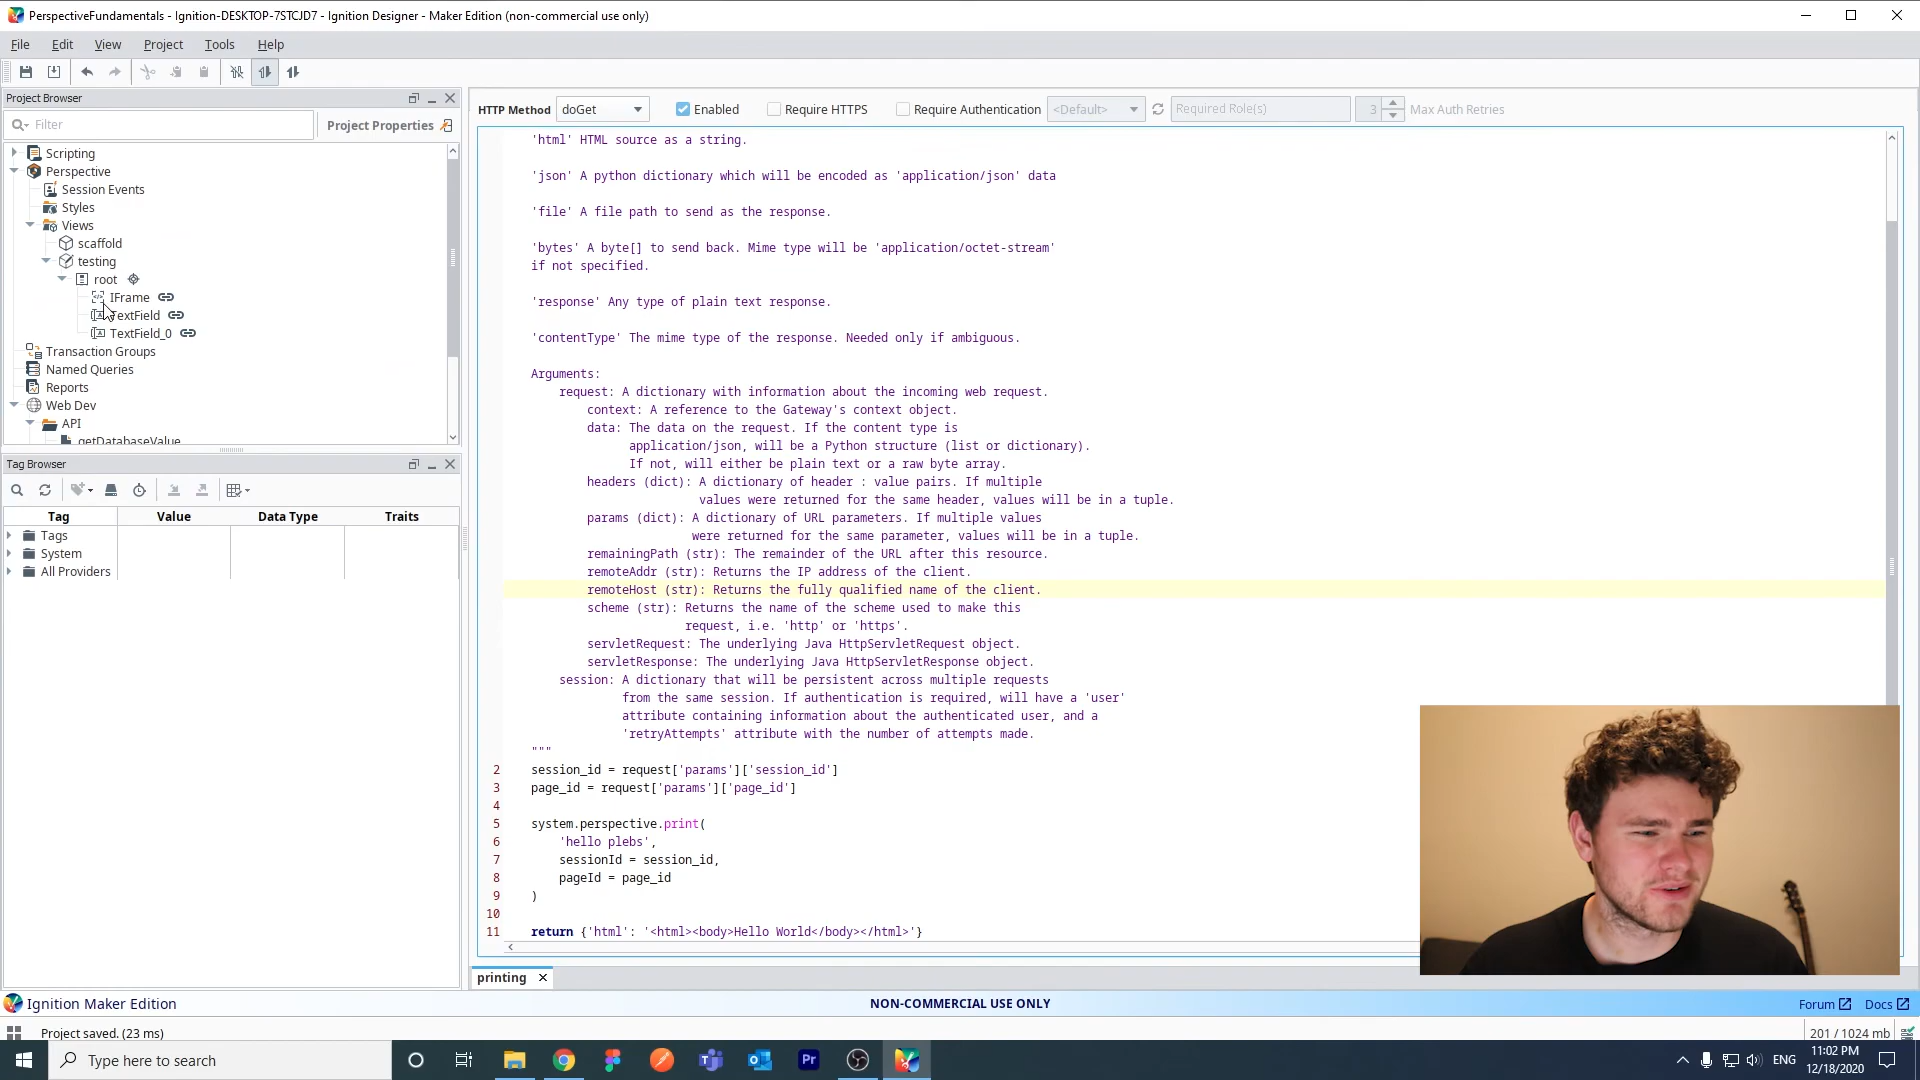 PerspectiveFundamentals - Ignition-DESKTOP-7STCJD7 - Ignition Designer - Maker Edition (non-commercial use only)
File Edit View Project Tools Help
Project Browser
Filter
Project Properties
Scripting
Perspective
Session Events
Styles
Views
scaffold
testing
root
IFrame
TextField
TextField_0
Transaction Groups
Named Queries
Reports
Web Dev
API
getDatabaseValue
Tag Browser
Tag Value Data Type Traits
Tags
System
All Providers
HTTP Method doGet Enabled Require HTTPS Require Authentication <Default> Required Role(s) 3 Max Auth Retries
'html' HTML source as a string.
'json' A python dictionary which will be encoded as 'application/json' data
'file' A file path to send as the response.
'bytes' A byte[] to send back. Mime type will be 'application/octet-stream'
if not specified.
'response' Any type of plain text response.
'contentType' The mime type of the response. Needed only if ambiguous.
Arguments:
request: A dictionary with information about the incoming web request.
context: A reference to the Gateway's context object.
data: The data on the request. If the content type is
application/json, will be a Python structure (list or dictionary).
If not, will either be plain text or a raw byte array.
headers (dict): A dictionary of header : value pairs. If multiple
values were returned for the same header, values will be in a tuple.
params (dict): A dictionary of URL parameters. If multiple values
were returned for the same parameter, values will be in a tuple.
remainingPath (str): The remainder of the URL after this resource.
remoteAddr (str): Returns the IP address of the client.
remoteHost (str): Returns the fully qualified name of the client.
scheme (str): Returns the name of the scheme used to make this
request, i.e. 'http' or 'https'.
servletRequest: The underlying Java HttpServletRequest object.
servletResponse: The underlying Java HttpServletResponse object.
session: A dictionary that will be persistent across multiple requests
from the same session. If authentication is required, will have a 'user'
attribute containing information about the authenticated user, and a
'retryAttempts' attribute with the number of attempts made.
"""
2 session_id = request['params']['session_id']
3 page_id = request['params']['page_id']
4
5 system.perspective.print(
6 'hello plebs',
7 sessionId = session_id,
8 pageId = page_id
9 )
10
11 return {'html': '<html><body>Hello World</body></html>'}
printing
Ignition Maker Edition
NON-COMMERCIAL USE ONLY
Forum Docs
Project saved. (23 ms)
201 / 1024 mb
Type here to search
Pr
ENG
11:02 PM
12/18/2020